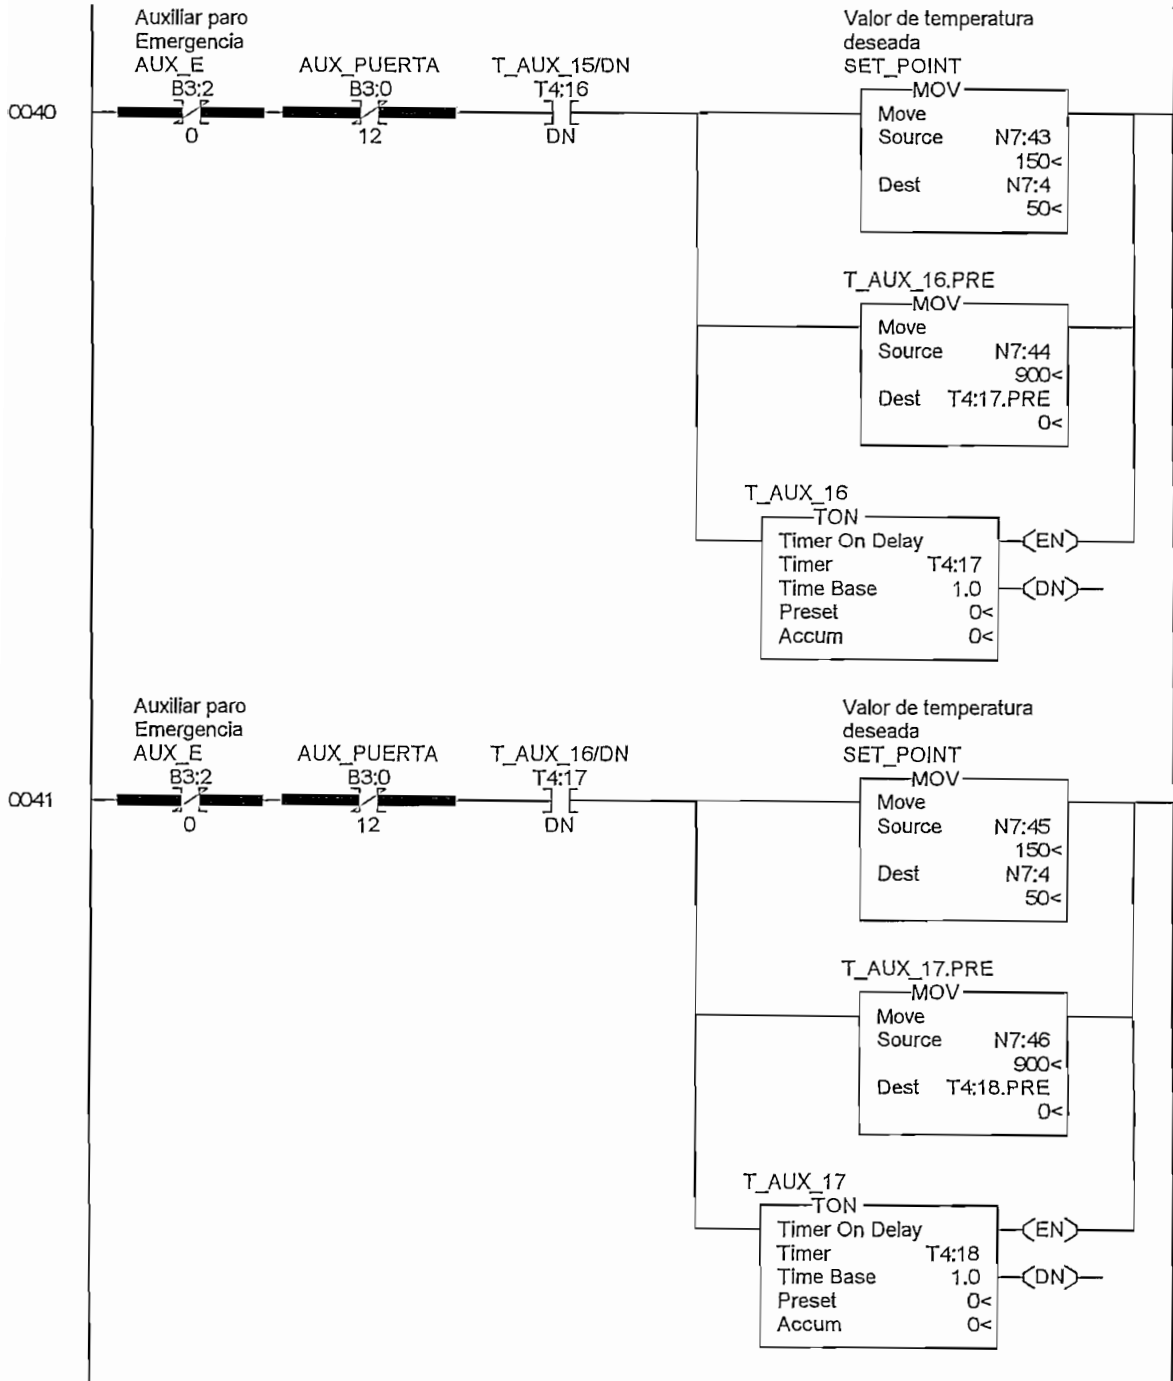 Auxiliar paro
Emergencia
AUX_E
B3:2
0
AUX_PUERTA
B3:0
12
T_AUX_15/DN
T4:16
DN
0040
Valor de temperatura
deseada
SET_POINT
MOV
Move
Source N7:43
150<
Dest N7:4
50<
T_AUX_16.PRE
MOV
Move
Source N7:44
900<
Dest T4:17.PRE
0<
T_AUX_16
TON
Timer On Delay
Timer T4:17
Time Base 1.0
Preset 0<
Accum 0<
EN
DN
Auxiliar paro
Emergencia
AUX_E
B3:2
0
AUX_PUERTA
B3:0
12
T_AUX_16/DN
T4:17
DN
0041
Valor de temperatura
deseada
SET_POINT
MOV
Move
Source N7:45
150<
Dest N7:4
50<
T_AUX_17.PRE
MOV
Move
Source N7:46
900<
Dest T4:18.PRE
0<
T_AUX_17
TON
Timer On Delay
Timer T4:18
Time Base 1.0
Preset 0<
Accum 0<
EN
DN